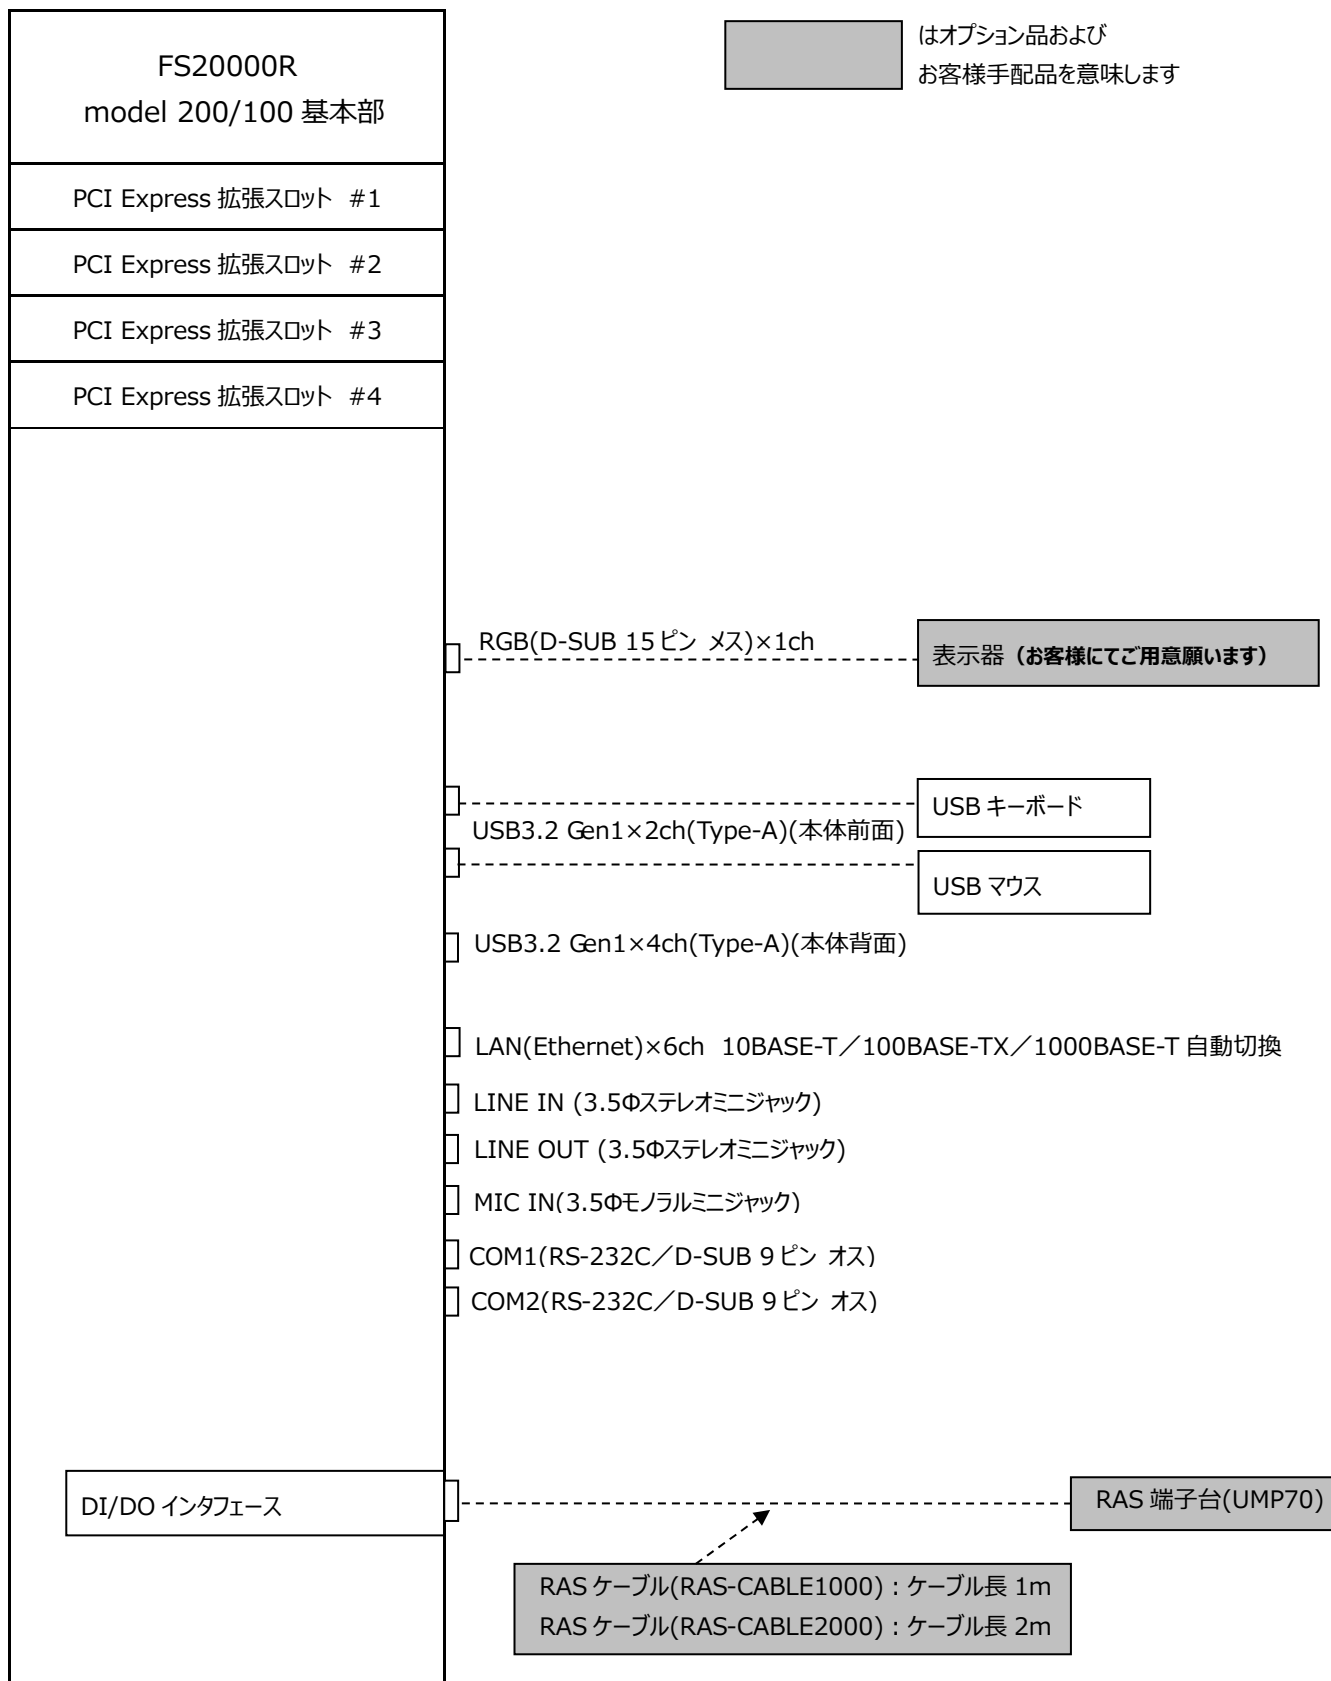 FS20000R
model 200/100 基本部
はオプション品および
お客様手配品を意味します
PCI Express 拡張スロット #1
PCI Express 拡張スロット #2
PCI Express 拡張スロット #3
PCI Express 拡張スロット #4
RGB(D-SUB 15ピン メス)×1ch
表示器（お客様にてご用意願います）
USB キーボード
USB3.2 Gen1×2ch(Type-A)(本体前面)
USB マウス
USB3.2 Gen1×4ch(Type-A)(本体背面)
LAN(Ethernet)×6ch 10BASE-T／100BASE-TX／1000BASE-T 自動切換
LINE IN (3.5Φステレオミニジャック)
LINE OUT (3.5Φステレオミニジャック)
MIC IN(3.5Φモノラルミニジャック)
COM1(RS-232C／D-SUB 9ピン オス)
COM2(RS-232C／D-SUB 9ピン オス)
DI/DO インタフェース
RAS 端子台(UMP70)
RAS ケーブル(RAS-CABLE1000)：ケーブル長 1m
RAS ケーブル(RAS-CABLE2000)：ケーブル長 2m